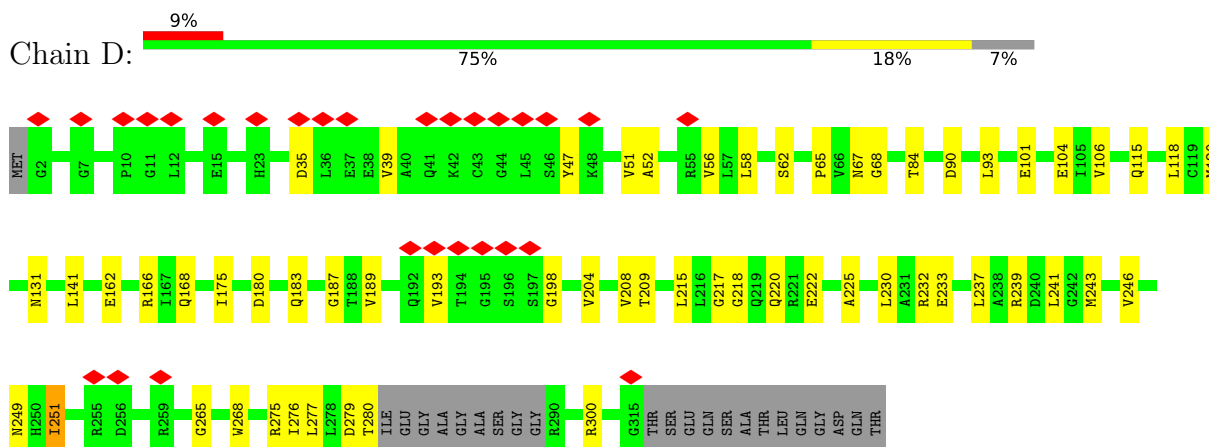 9%
Chain D:
75% 18% 7%
MET G2 G7 P10 G11 L12 E15 H23 D35 L36 E37 E38 V39 A40 Q41 K42 C43 G44 L45 S46 Y47 K48 V51 A52 R55 V56 L57 L58 S62 P65 V66 N67 G68 T84 D90 L93 E101 E104 I105 V106 Q115 L118 C119
N131 L141 E162 R166 I167 Q168 I175 D180 Q183 G187 T188 V189 Q192 V193 T194 G195 S196 S197 G198 V204 V208 T209 L215 L216 G217 G218 Q219 Q220 R221 E222 A225 L230 A231 R232 E233 L237 A238 R239 D240 L241 G242 M243 V246
N249 H250 I251 R255 D256 R259 G265 W268 R275 I276 L277 L278 D279 T280 ILE GLU GLY ALA GLY ALA SER GLY GLY R290 R300 G315 THR SER GLU GLN SER ALA THR LEU GLN GLY ASP GLN THR